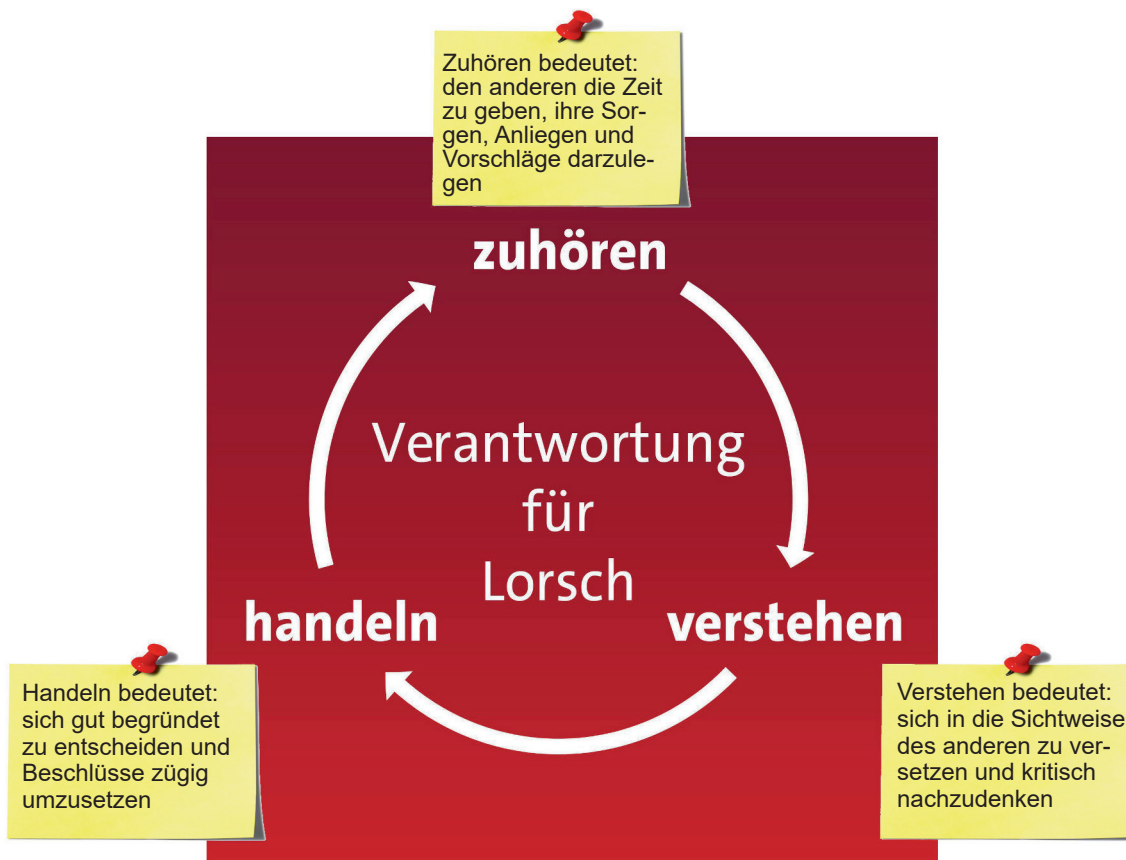 Zuhören bedeutet:
den anderen die Zeit
zu geben, ihre Sor-
gen, Anliegen und
Vorschläge darzule-
gen
zuhören
Verantwortung
für
Lorsch
handeln
verstehen
Handeln bedeutet:
sich gut begründet
zu entscheiden und
Beschlüsse zügig
umzusetzen
Verstehen bedeutet:
sich in die Sichtweise
des anderen zu ver-
setzen und kritisch
nachzudenken